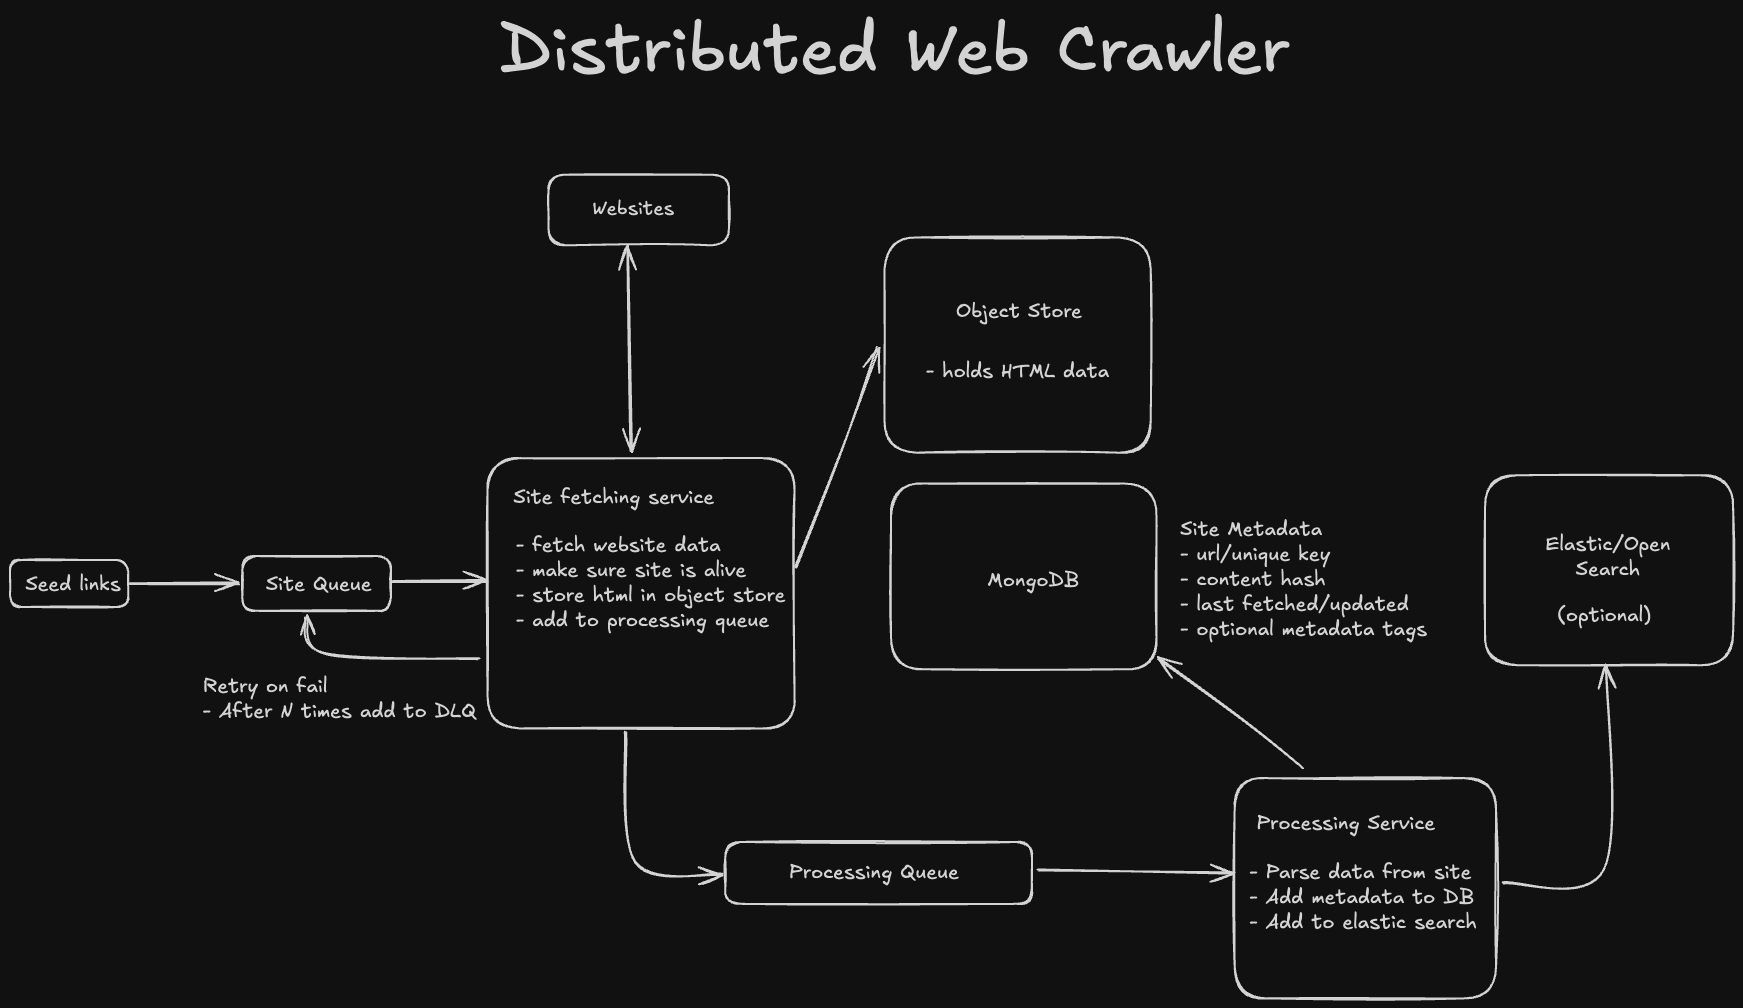 Distributed Web Crawler
Websites
Object Store
- holds HTML data
Site fetching service
- fetch website data
- make sure site is alive
- store html in object store
- add to processing queue
Seed links
Site Queue
Retry on fail
- After N times add to DLQ
MongoDB
Site Metadata
- url/unique key
- content hash
- last fetched/updated
- optional metadata tags
Elastic/Open
Search
(optional)
Processing Queue
Processing Service
- Parse data from site
- Add metadata to DB
- Add to elastic search